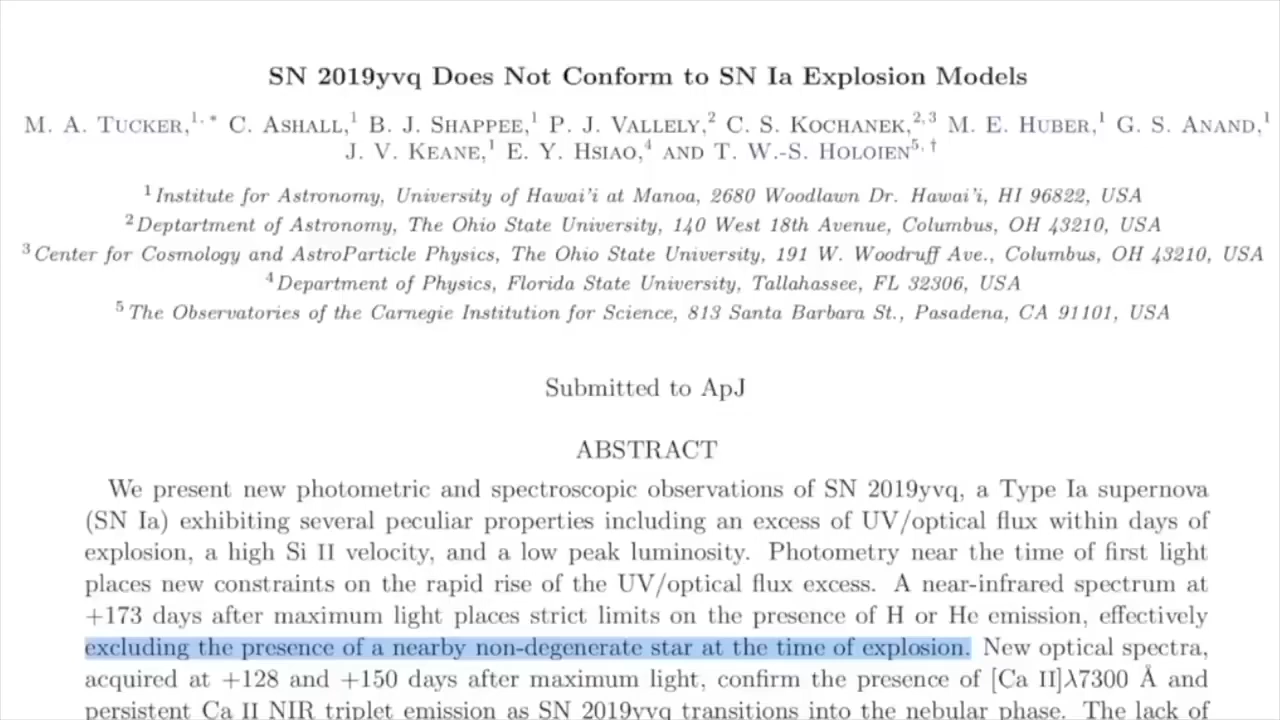 SN 2019yvq Does Not Conform to SN Ia Explosion Models
M. A. Tucker,1, * C. Ashall,1 B. J. Shappee,1 P. J. Vallely,2 C. S. Kochanek,2, 3 M. E. Huber,1 G. S. Anand,1
J. V. Keane,1 E. Y. Hsiao,4 and T. W.-S. Holoien5, †
1 Institute for Astronomy, University of Hawai'i at Manoa, 2680 Woodlawn Dr. Hawai'i, HI 96822, USA
2 Deptartment of Astronomy, The Ohio State University, 140 West 18th Avenue, Columbus, OH 43210, USA
3 Center for Cosmology and AstroParticle Physics, The Ohio State University, 191 W. Woodruff Ave., Columbus, OH 43210, USA
4 Department of Physics, Florida State University, Tallahassee, FL 32306, USA
5 The Observatories of the Carnegie Institution for Science, 813 Santa Barbara St., Pasadena, CA 91101, USA
Submitted to ApJ
ABSTRACT
We present new photometric and spectroscopic observations of SN 2019yvq, a Type Ia supernova
(SN Ia) exhibiting several peculiar properties including an excess of UV/optical flux within days of
explosion, a high Si II velocity, and a low peak luminosity. Photometry near the time of first light
places new constraints on the rapid rise of the UV/optical flux excess. A near-infrared spectrum at
+173 days after maximum light places strict limits on the presence of H or He emission, effectively
excluding the presence of a nearby non-degenerate star at the time of explosion. New optical spectra,
acquired at +128 and +150 days after maximum light, confirm the presence of [Ca II]λ7300 Å and
persistent Ca II NIR triplet emission as SN 2019yvq transitions into the nebular phase. The lack of